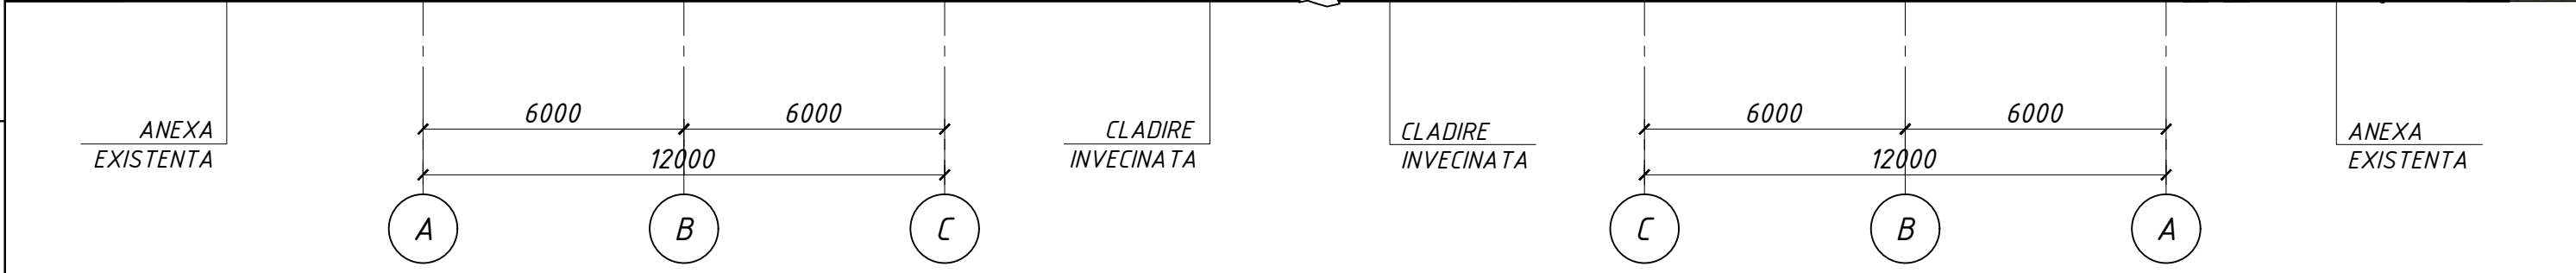 6000 6000 6000 6000
ANEXA CLADIRE CLADIRE ANEXA
EXISTENTA 12000 INVECINATA INVECINATA 12000 EXISTENTA
A B C C B A